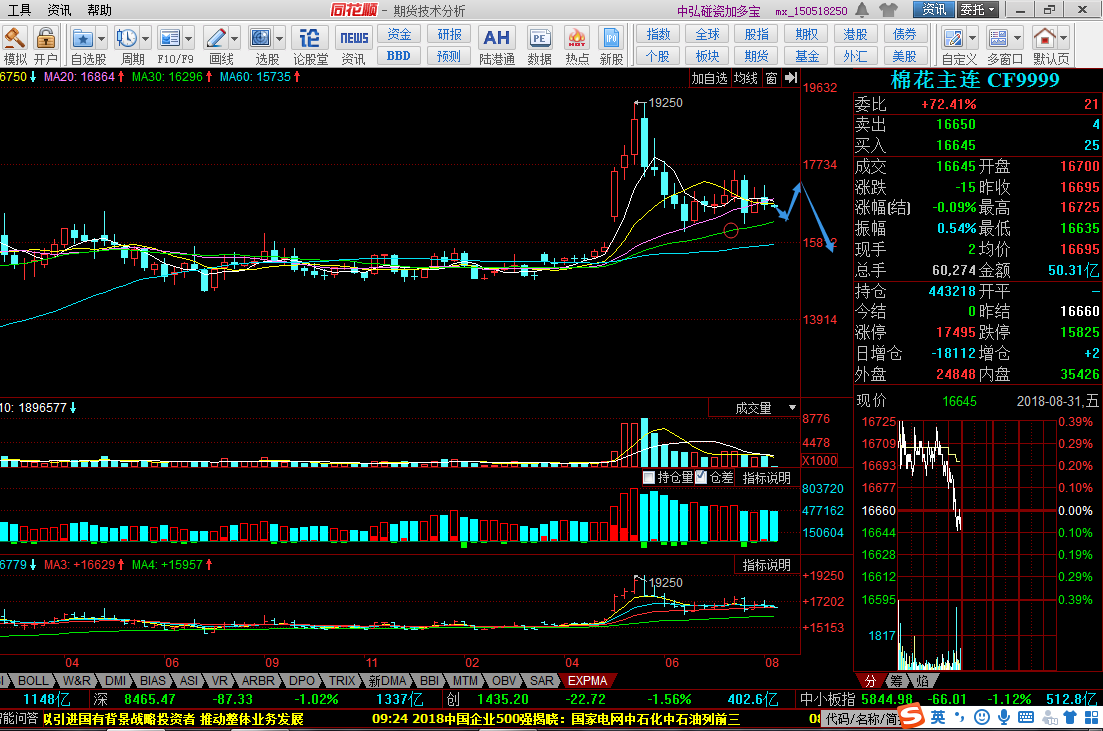 工具 资讯 帮助 同花顺 - 期货技术分析 中弘碰瓷加多宝 mx_150518250 资讯 委托
模拟 开户 自选股 周期 F10/F9 画线 选股 论 论股堂 NEWS 资讯 资金 BBD 研报 预测 AH 陆港通 PE 数据 HOT 热点 IPO 新股 指数 个股 全球 板块 股指 期货 期权 基金 港股 外汇 债券 美股 自定义 多窗口 默认页
6750↓ MA20: 16864↑ MA30: 16296↑ MA60: 15735↑ 加自选 均线 窗
19632
19250
17734
15812
13914
10: 1896577↓ 成交量
8776
4478
X1000
持仓量 仓差 指标说明
803720
477162
150604
6779↓ MA3: +16629↑ MA4: +15957↑ 指标说明
+19250
19250
+17202
+15153
04 06 09 11 02 04 06 08
BOLL W&R DMI BIAS ASI VR ARBR DPO TRIX 新DMA BBI MTM OBV SAR EXPMA
棉花主连 CF9999
委比 +72.41% 21
卖出 16650 4
买入 16645 25
成交 16645 开盘 16700
涨跌 -15 昨收 16695
涨幅(结) -0.09% 最高 16725
振幅 0.54% 最低 16635
现手 2 均价 16695
总手 60,274 金额 50.31亿
持仓 443218 开平 —
今结 0 昨结 16660
涨停 17495 跌停 15825
日增仓 -18112 增仓 +2
外盘 24848 内盘 35426
现价 16645 2018-08-31,五
16725 0.39%
16709 0.29%
16693 0.20%
16677 0.10%
16660 0.00%
16644 0.10%
16628 0.19%
16612 0.29%
16595 0.39%
1817
分 筹 焰
1148亿 深 8465.47 -87.33 -1.02% 1337亿 创 1435.20 -22.72 -1.56% 402.6亿 中小板指 5844.98 -66.01 -1.12% 512.8亿
智能问答 以引进国有背景战略投资者 推动整体业务发展 09:24 2018中国企业500强揭晓：国家电网中石化中石油列前三 代码/名称/简 S 英